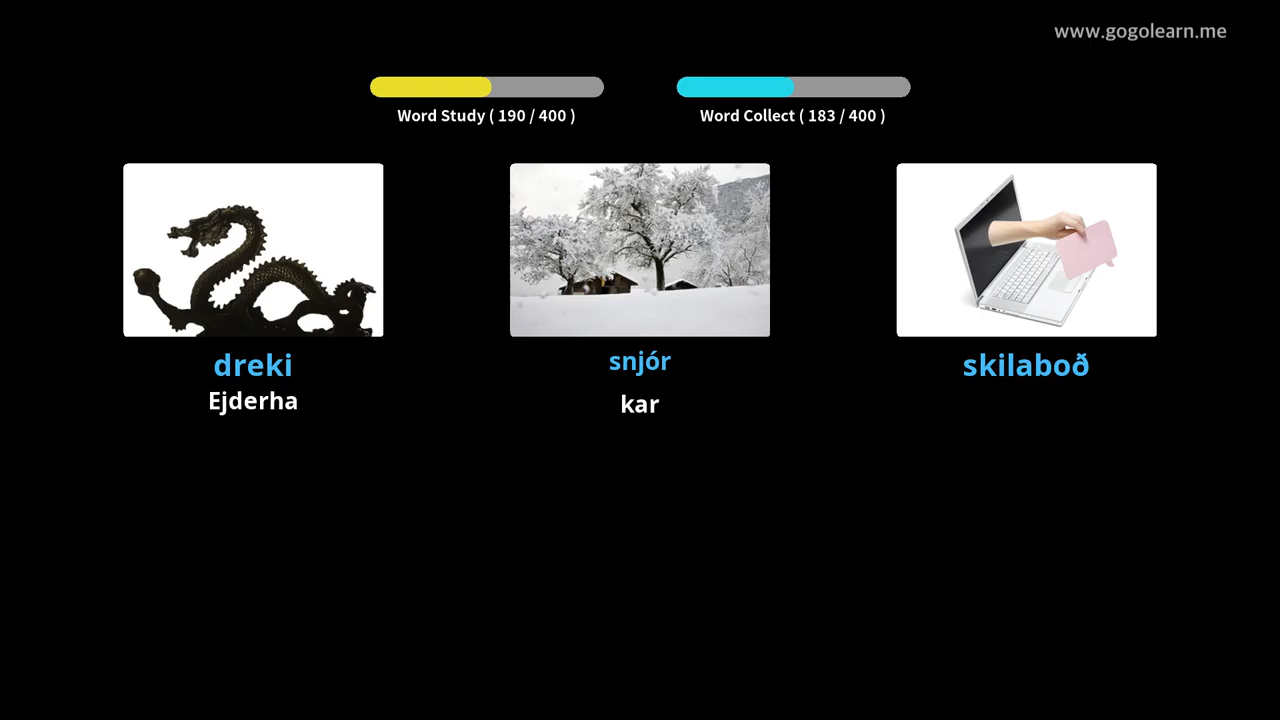 www.gogolearn.me
Word Study ( 190 / 400 )
Word Collect ( 183 / 400 )
dreki
Ejderha
snjór
kar
skilaboð